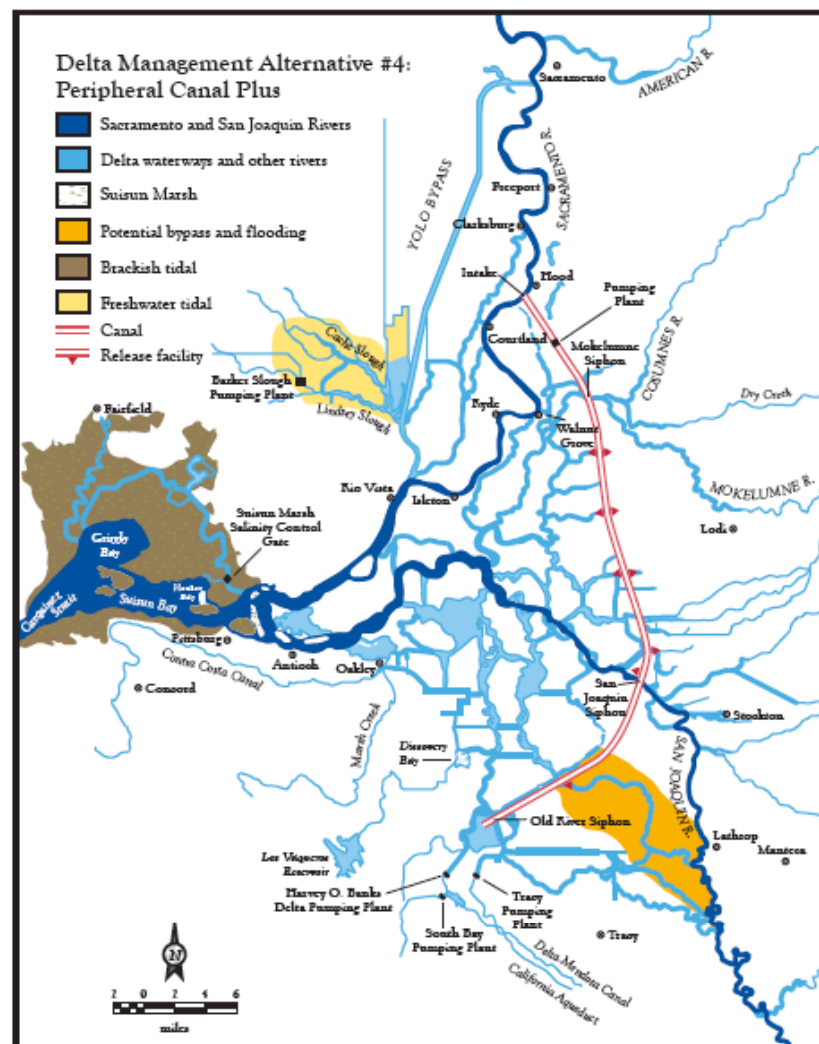 Delta Management Alternative #4:
Peripheral Canal Plus
Sacramento and San Joaquin Rivers
Delta waterways and other rivers
Suisun Marsh
Potential bypass and flooding
Brackish tidal
Freshwater tidal
Canal
Release facility
Sacramento
AMERICAN R.
SACRAMENTO R.
YOLO BYPASS
Freeport
Clarksburg
Intake
Hood
Pumping
Plant
Courtland
Mokelumne
Siphon
COSUMNES R.
Cache Slough
Barker Slough
Pumping Plant
Lindsey Slough
Dry Creek
Fairfield
Ryde
Walnut
Grove
MOKELUMNE R.
Rio Vista
Isleton
Lodi
Suisun Marsh
Salinity Control
Gate
Grizzly
Bay
Honker
Bay
Suisun Bay
Carquinez
Strait
Pittsburg
Antioch
Oakley
Contra Costa Canal
Concord
San
Joaquin
Siphon
Stockton
Marsh Creek
Discovery
Bay
SAN JOAQUIN R.
Old River Siphon
Lathrop
Manteca
Los Vaqueros
Reservoir
Harvey O. Banks
Delta Pumping Plant
Tracy
Pumping
Plant
South Bay
Pumping Plant
Tracy
Delta-Mendota Canal
California Aqueduct
N
2 0 2 4 6
miles